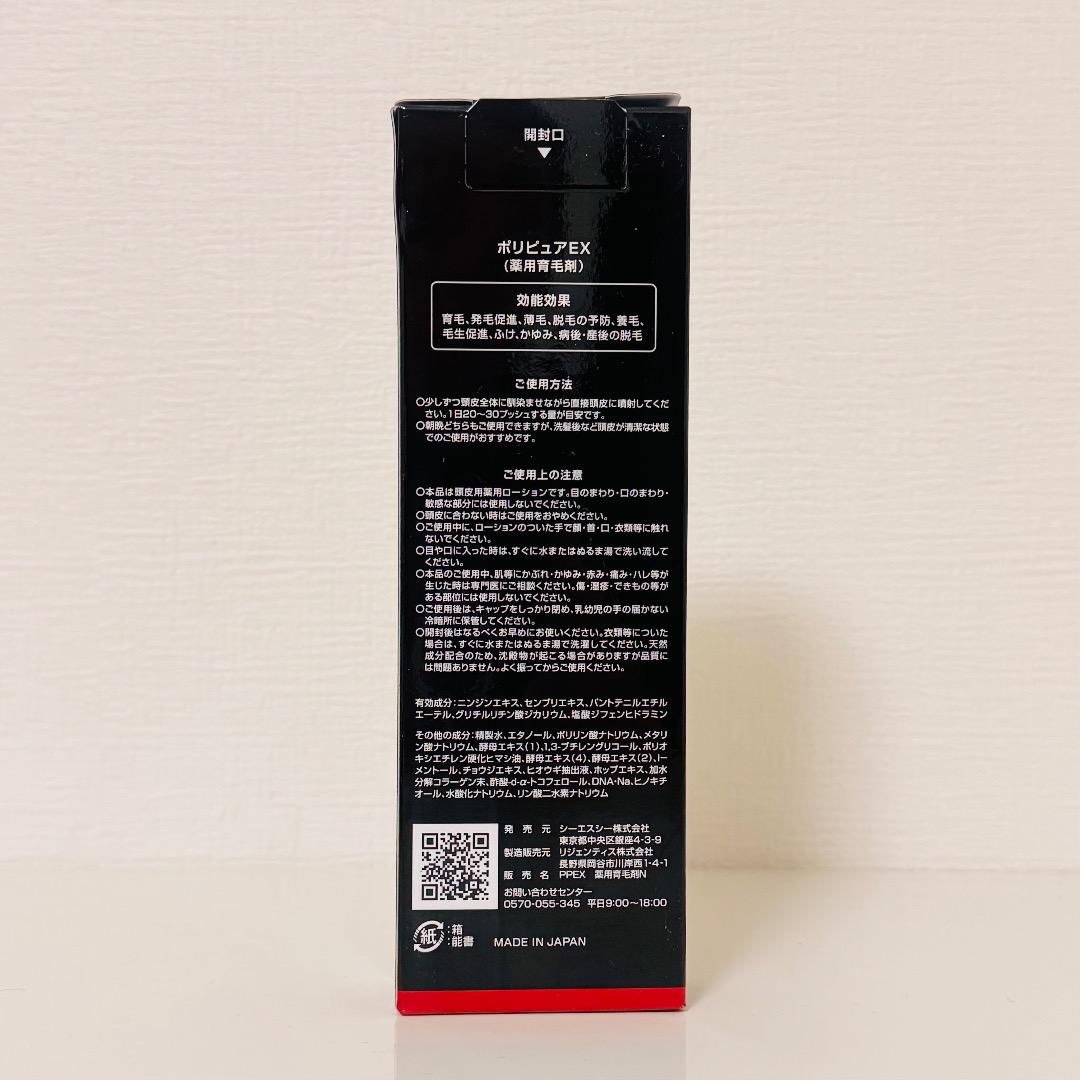 開封口
ポリピュアEX
(薬用育毛剤)
効能効果
育毛、発毛促進、薄毛、脱毛の予防、養毛、
毛生促進、ふけ、かゆみ、病後・産後の脱毛
ご使用方法
○少しずつ頭皮全体に馴染ませながら直接頭皮に噴射してくだ
さい。1日20〜30プッシュする量が目安です。
○朝晩どちらもご使用できますが、洗髪後など頭皮が清潔な状態
でのご使用がおすすめです。
ご使用上の注意
○本品は頭皮用薬用ローションです。目のまわり・口のまわり・
敏感な部分には使用しないでください。
○頭皮に合わない時はご使用をおやめください。
○ご使用中に、ローションのついた手で顔・首・口・衣類等に触れ
ないでください。
○目や口に入った時は、すぐに水またはぬるま湯で洗い流して
ください。
○本品のご使用中、肌等にかぶれ・かゆみ・赤み・痛み・ハレ等が
生じた時は専門医にご相談ください。傷・湿疹・できもの等が
ある部位には使用しないでください。
○ご使用後は、キャップをしっかり閉め、乳幼児の手の届かない
冷暗所に保管してください。
○開封後はなるべくお早めにお使いください。衣類等についた
場合は、すぐに水またはぬるま湯で洗濯してください。天然
成分配合のため、沈殿物が起こる場合がありますが品質に
は問題ありません。よく振ってからご使用ください。
有効成分:ニンジンエキス、センブリエキス、パントテニルエチル
エーテル、グリチルリチン酸ジカリウム、塩酸ジフェンヒドラミン
その他の成分:精製水、エタノール、ポリリン酸ナトリウム、メタリ
ン酸ナトリウム、酵母エキス(1)、1,3-ブチレングリコール、ポリオ
キシエチレン硬化ヒマシ油、酵母エキス(4)、酵母エキス(2)、l-
メントール、チョウジエキス、ヒオウギ抽出液、ホップエキス、加水
分解コラーゲン末、酢酸-d-α-トコフェロール、DNA-Na、ヒノキチ
オール、水酸化ナトリウム、リン酸二水素ナトリウム
発売元 シーエスシー株式会社
東京都中央区銀座4-3-9
製造販売元 リジェンティス株式会社
長野県岡谷市川岸西1-4-1
販売名 PPEX 薬用育毛剤N
お問い合わせセンター
0570-055-345 平日9:00〜18:00
紙 :箱
:能書
MADE IN JAPAN